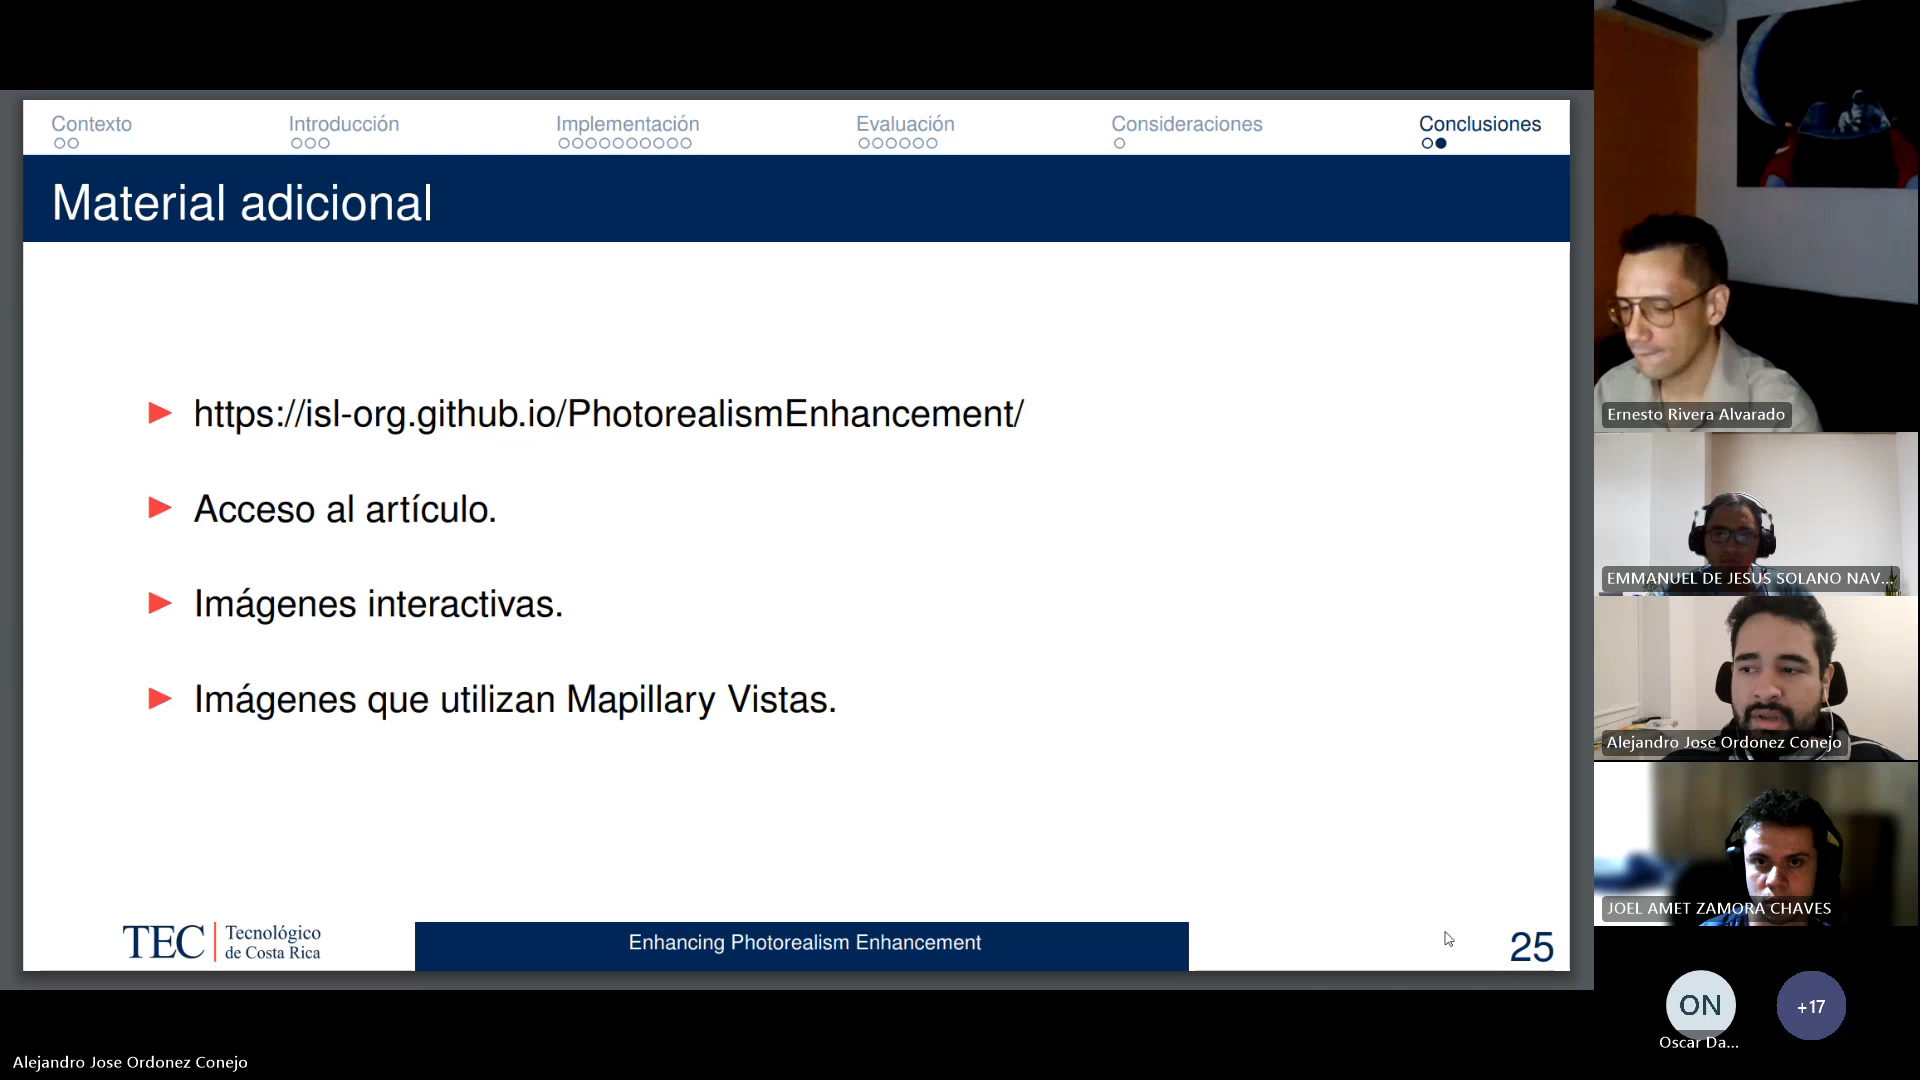 Contexto
Introducción
Implementación
Evaluación
Consideraciones
Conclusiones
Material adicional
https://isl-org.github.io/PhotorealismEnhancement/
Acceso al artículo.
Imágenes interactivas.
Imágenes que utilizan Mapillary Vistas.
TEC
Tecnológico
de Costa Rica
Enhancing Photorealism Enhancement
25
Ernesto Rivera Alvarado
EMMANUEL DE JESUS SOLANO NAV...
Alejandro Jose Ordonez Conejo
JOEL AMET ZAMORA CHAVES
ON
+17
Oscar Da...
Alejandro Jose Ordonez Conejo